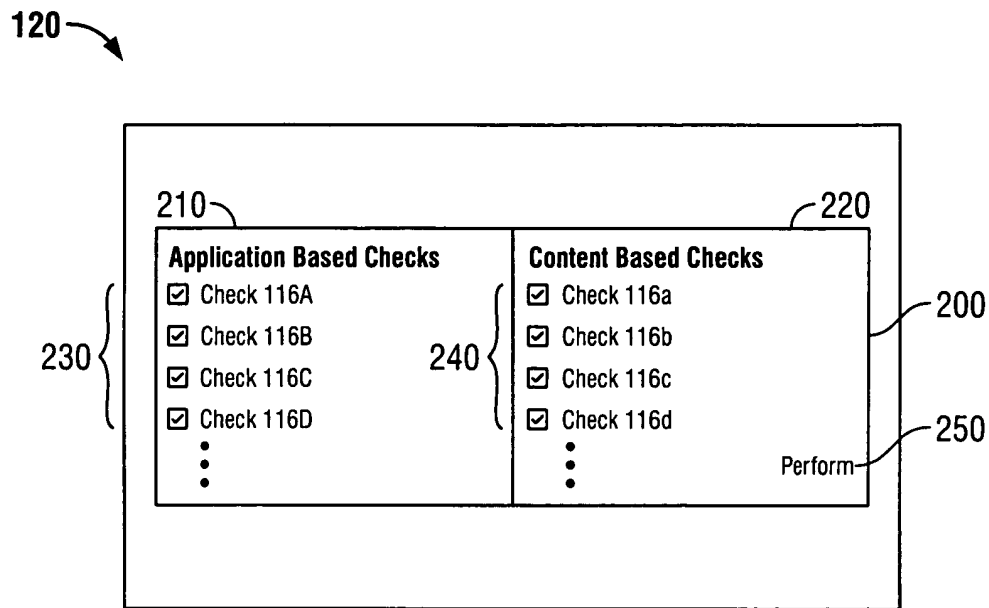 120
210
220
Application Based Checks
Content Based Checks
Check 116A
Check 116a
200
Check 116B
Check 116b
230
240
Check 116C
Check 116c
Check 116D
Check 116d
250
Perform